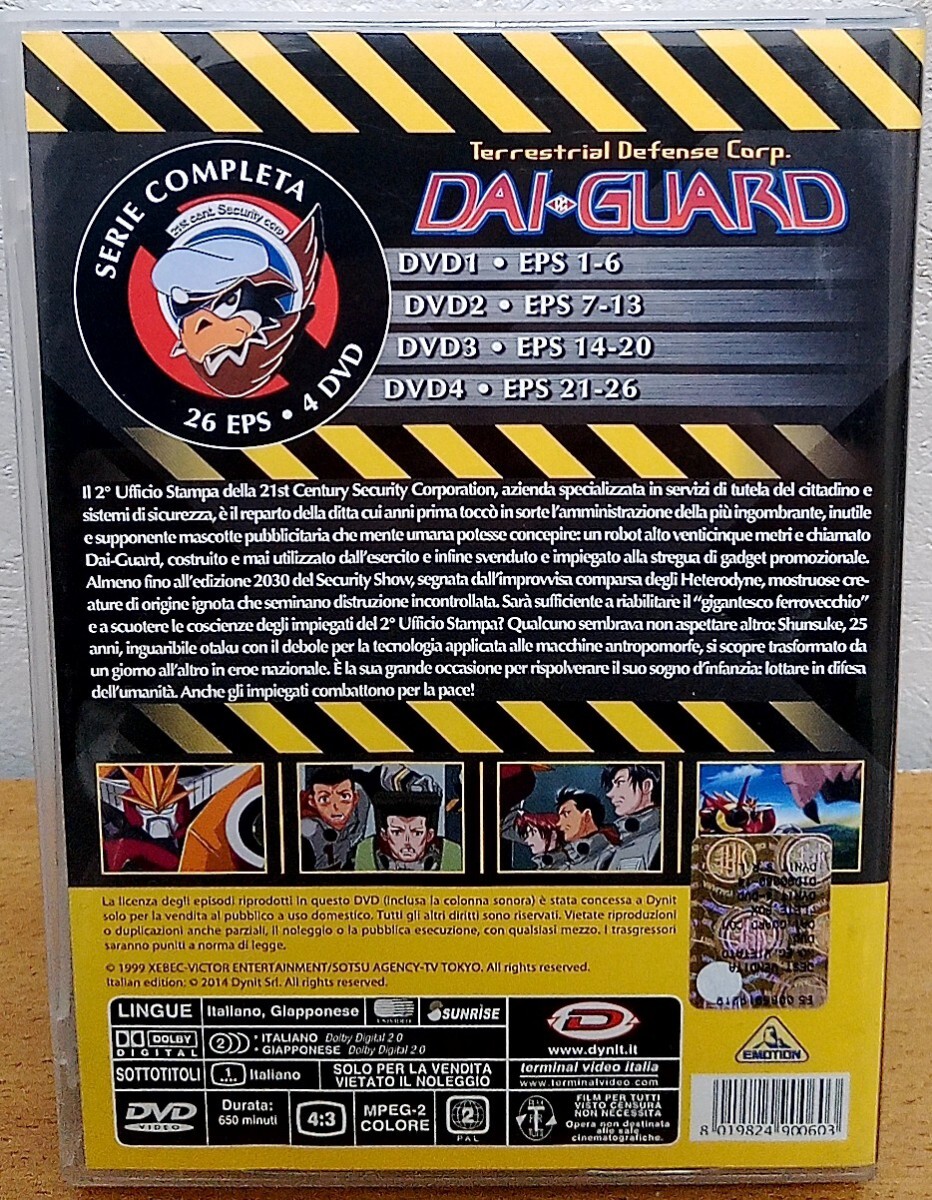 SERIE COMPLETA
21st cent. Security corp
26 EPS • 4 DVD
Terrestrial Defense Corp.
DAI•GUARD
DVD1 • EPS 1-6
DVD2 • EPS 7-13
DVD3 • EPS 14-20
DVD4 • EPS 21-26
Il 2° Ufficio Stampa della 21st Century Security Corporation, azienda specializzata in servizi di tutela del cittadino e
sistemi di sicurezza, è il reparto della ditta cui anni prima toccò in sorte l'amministrazione della più ingombrante, inutile
e supponente mascotte pubblicitaria che mente umana potesse concepire: un robot alto venticinque metri e chiamato
Dai-Guard, costruito e mai utilizzato dall'esercito e infine svenduto e impiegato alla stregua di gadget promozionale.
Almeno fino all'edizione 2030 del Security Show, segnata dall'improvvisa comparsa degli Heterodyne, mostruose cre-
ature di origine ignota che seminano distruzione incontrollata. Sarà sufficiente a riabilitare il "gigantesco ferrovecchio"
e a scuotere le coscienze degli impiegati del 2° Ufficio Stampa? Qualcuno sembrava non aspettare altro: Shunsuke, 25
anni, inguaribile otaku con il debole per la tecnologia applicata alle macchine antropomorfe, si scopre trasformato da
un giorno all'altro in eroe nazionale. È la sua grande occasione per rispolverare il suo sogno d'infanzia: lottare in difesa
dell'umanità. Anche gli impiegati combattono per la pace!
La licenza degli episodi riprodotti in questo DVD (inclusa la colonna sonora) è stata concessa a Dynit
solo per la vendita al pubblico a uso domestico. Tutti gli altri diritti sono riservati. Vietate riproduzioni
o duplicazioni anche parziali, il noleggio o la pubblica esecuzione, con qualsiasi mezzo. I trasgressori
saranno puniti a norma di legge.
© 1999 XEBEC-VICTOR ENTERTAINMENT/SOTSU AGENCY-TV TOKYO. All rights reserved.
Italian edition: © 2014 Dynit Srl. All rights reserved.
LINGUE
Italiano, Giapponese
UNIVIDEO
SUNRISE
DOLBY
DIGITAL
2
• ITALIANO Dolby Digital 2.0
• GIAPPONESE Dolby Digital 2.0
SOTTOTITOLI
1
Italiano
SOLO PER LA VENDITA
VIETATO IL NOLEGGIO
DVD
VIDEO
Durata:
650 minuti
4:3
MPEG-2
COLORE
2
PAL
D
www.dynit.it
terminal video italia
www.terminalvideo.com
T
PER
TUTTI
FILM PER TUTTI
VISTO CENSURA
NON NECESSITA
Opera non destinata
alle sale
cinematografiche.
EMOTION
8 019824 900603